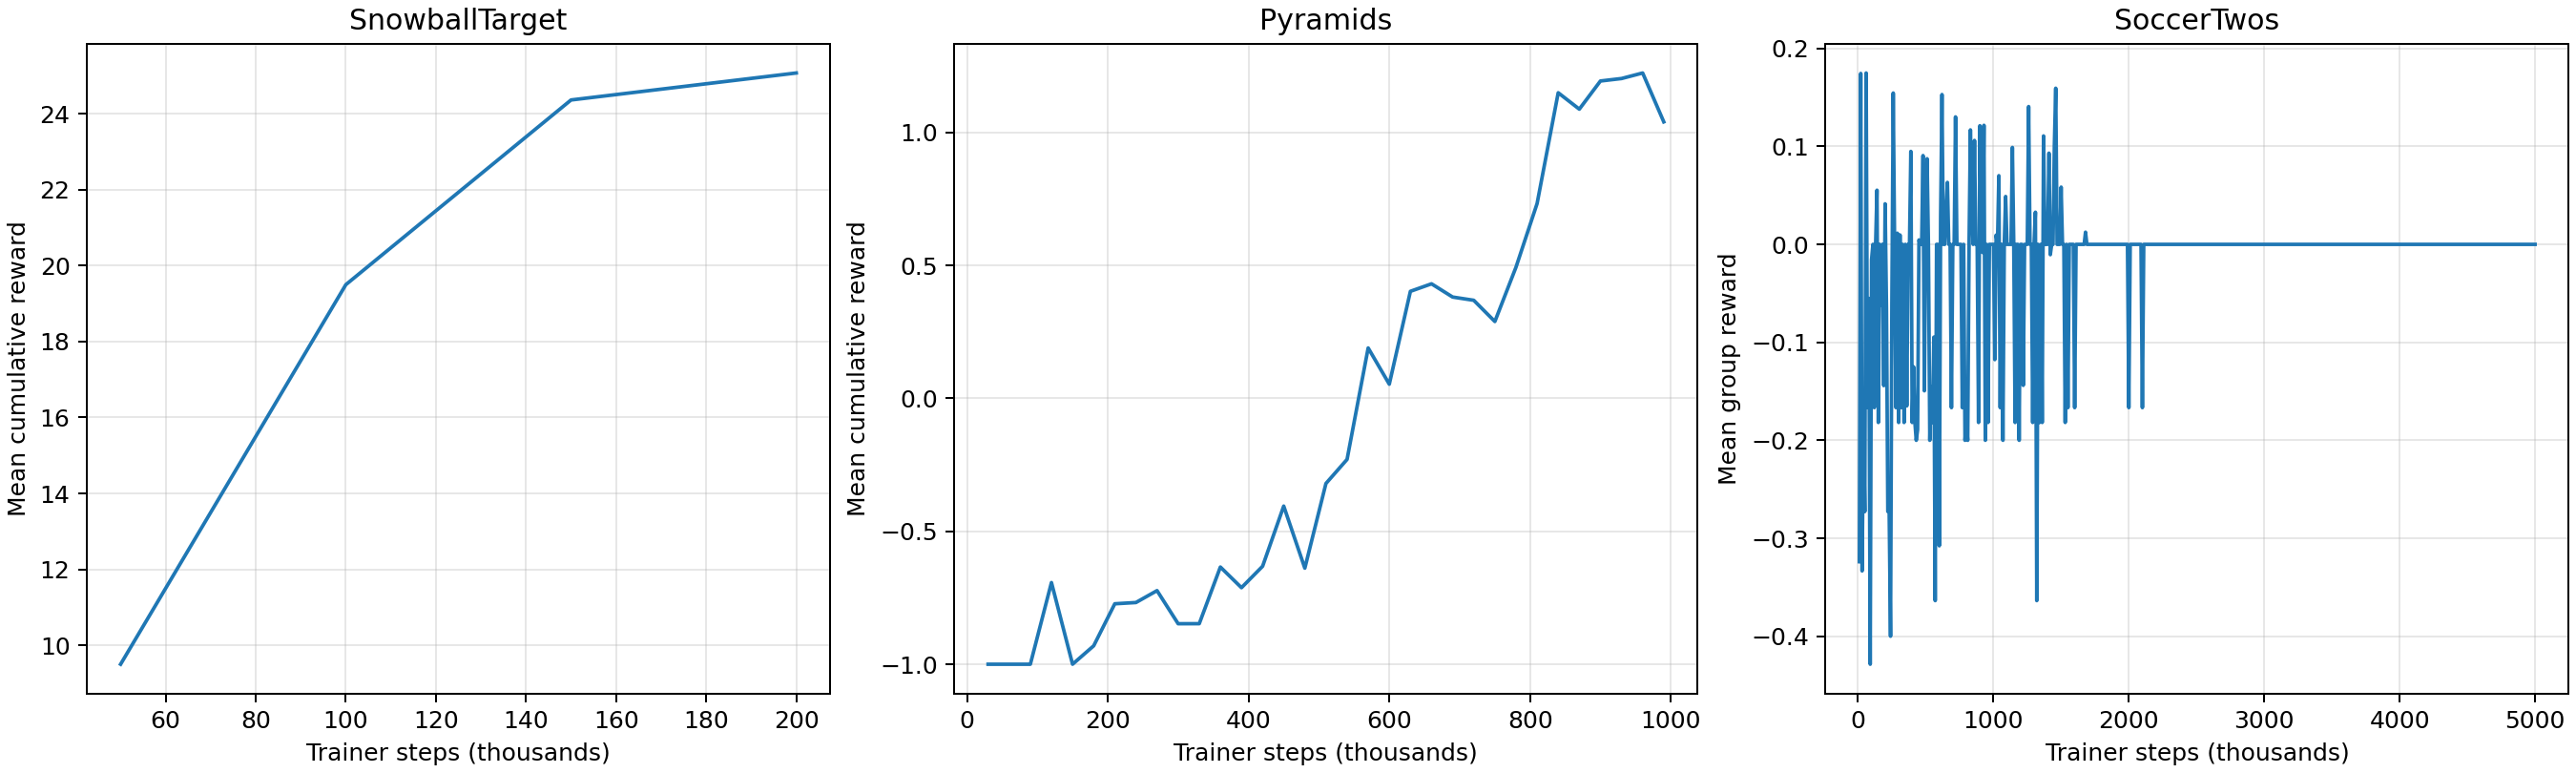 SnowballTarget
Mean cumulative reward
24
22
20
18
16
14
12
10
60 80 100 120 140 160 180 200
Trainer steps (thousands)
Pyramids
Mean cumulative reward
1.0
0.5
0.0
−0.5
−1.0
0 200 400 600 800 1000
Trainer steps (thousands)
SoccerTwos
Mean group reward
0.2
0.1
0.0
−0.1
−0.2
−0.3
−0.4
0 1000 2000 3000 4000 5000
Trainer steps (thousands)